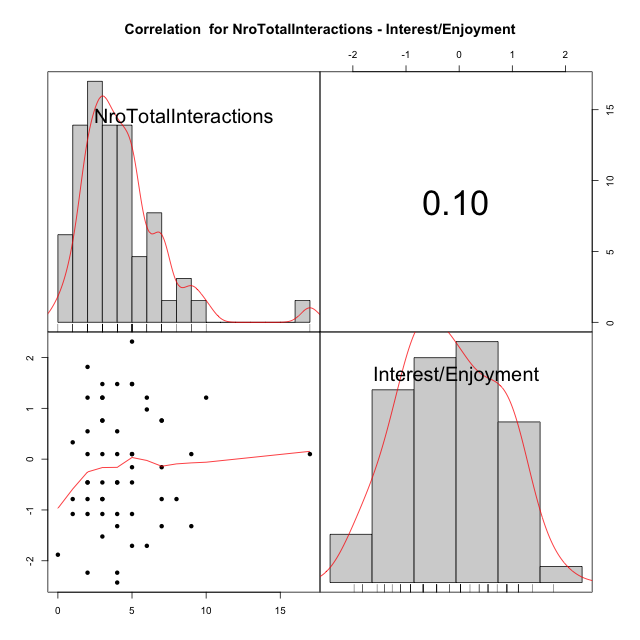 Correlation  for NroTotalInteractions - Interest/Enjoyment
-2 -1 0 1 2
NroTotalInteractions
0.10
15
10
5
0
Interest/Enjoyment
2
1
0
-1
-2
0 5 10 15